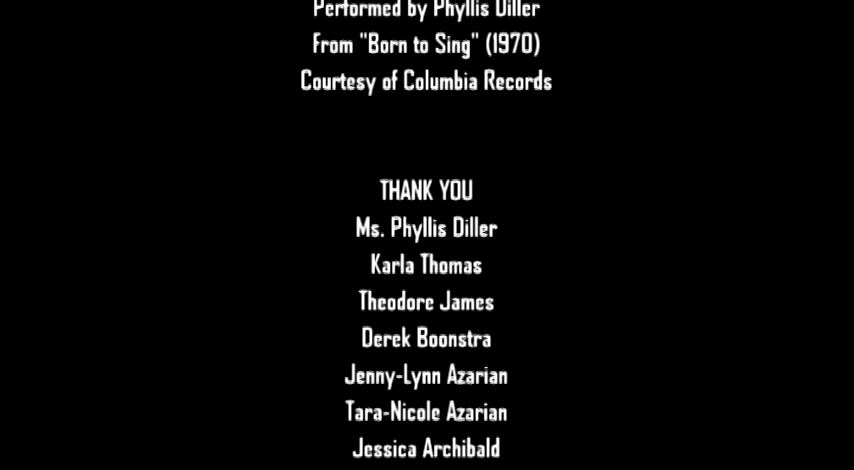 Performed by Phyllis Diller
From "Born to Sing" (1970)
Courtesy of Columbia Records
THANK YOU
Ms. Phyllis Diller
Karla Thomas
Theodore James
Derek Boonstra
Jenny-Lynn Azarian
Tara-Nicole Azarian
Jessica Archibald